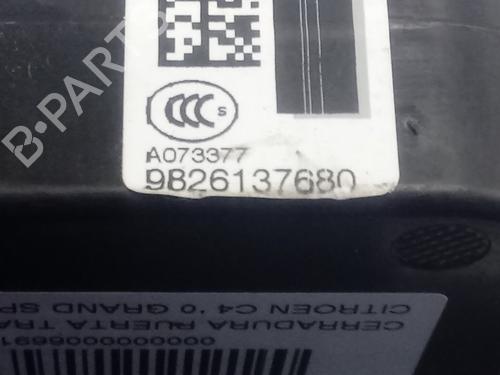 B-PARTS
CCC S
A073377
9826137680
CITROEN C4 '0 GRAND SP
CERRADURA PUERTA TRA